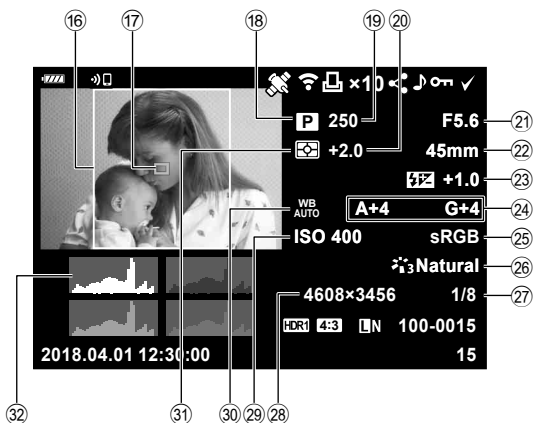 ⑯ ⑰ ⑱ ⑲ ⑳
×10
P 250 F5.6 ㉑
+2.0 45mm ㉒
+1.0 ㉓
WB AUTO A+4 G+4 ㉔
ISO 400 sRGB ㉕
3 Natural ㉖
4608×3456 1/8 ㉗
HDR1 4:3 LN 100-0015
2018.04.01 12:30:00 15
㉜ ㉛ ㉚ ㉙ ㉘